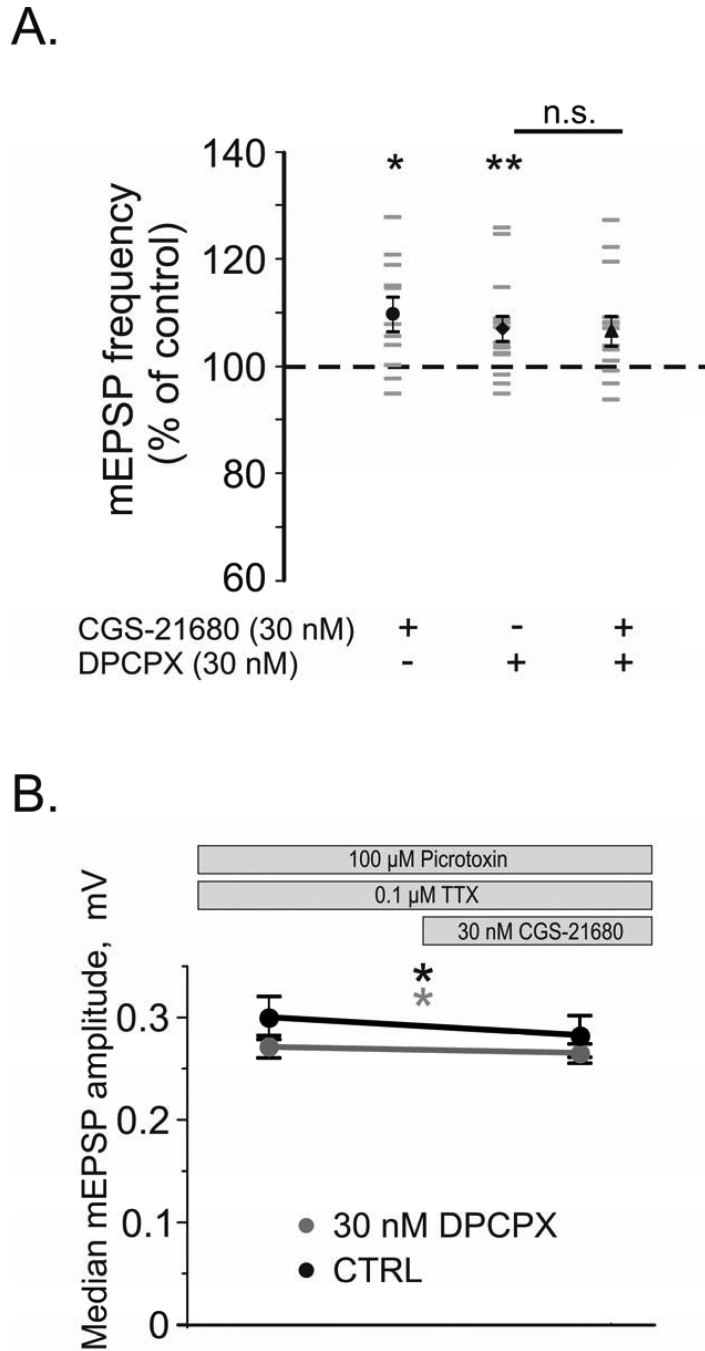 A.
n.s.
140
* **
120
100
80
60
mEPSP frequency
(% of control)
CGS-21680 (30 nM) + - +
DPCPX (30 nM) - + +
B.
100 µM Picrotoxin
0.1 µM TTX
30 nM CGS-21680
*
*
0.3
0.2
0.1
0
Median mEPSP amplitude, mV
30 nM DPCPX
CTRL